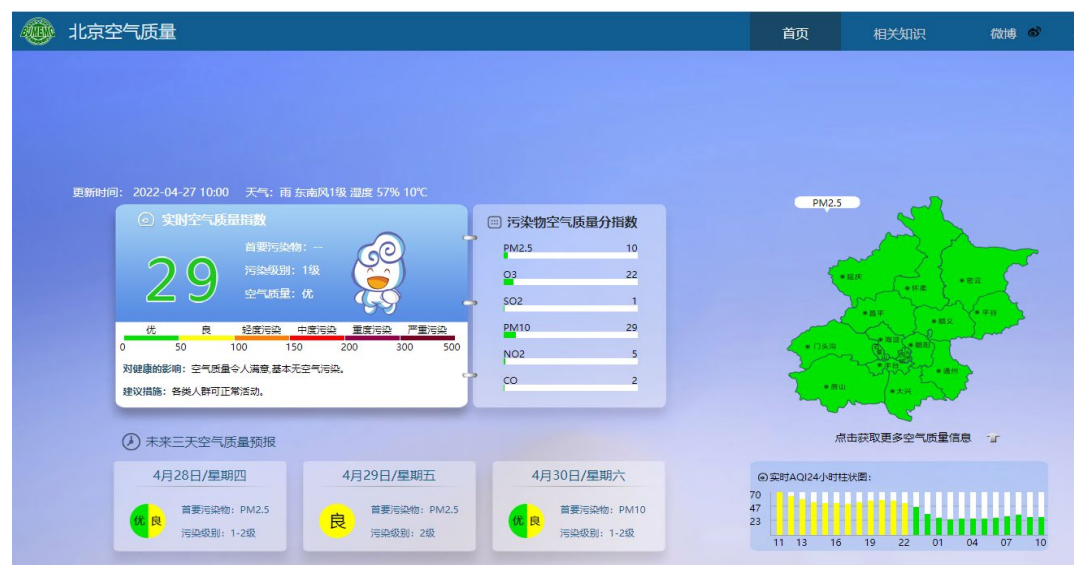 北京空气质量
首页 相关知识 微博
更新时间: 2022-04-27 10:00 天气: 雨 东南风1级 湿度 57% 10℃
实时空气质量指数
29
首要污染物: --
污染级别: 1级
空气质量: 优
优 良 轻度污染 中度污染 重度污染 严重污染
0 50 100 150 200 300 500
对健康的影响: 空气质量令人满意,基本无空气污染。
建议措施: 各类人群可正常活动。
污染物空气质量分指数
PM2.5 10
O3 22
SO2 1
PM10 29
NO2 5
CO 2
PM2.5
延庆
怀柔
密云
昌平
顺义
平谷
门头沟
海淀
朝阳
丰台
通州
房山
大兴
点击获取更多空气质量信息
未来三天空气质量预报
4月28日/星期四
优 良
首要污染物: PM2.5
污染级别: 1-2级
4月29日/星期五
良
首要污染物: PM2.5
污染级别: 2级
4月30日/星期六
优 良
首要污染物: PM10
污染级别: 1-2级
实时AQI24小时柱状图:
70
47
23
11 13 16 19 22 01 04 07 10